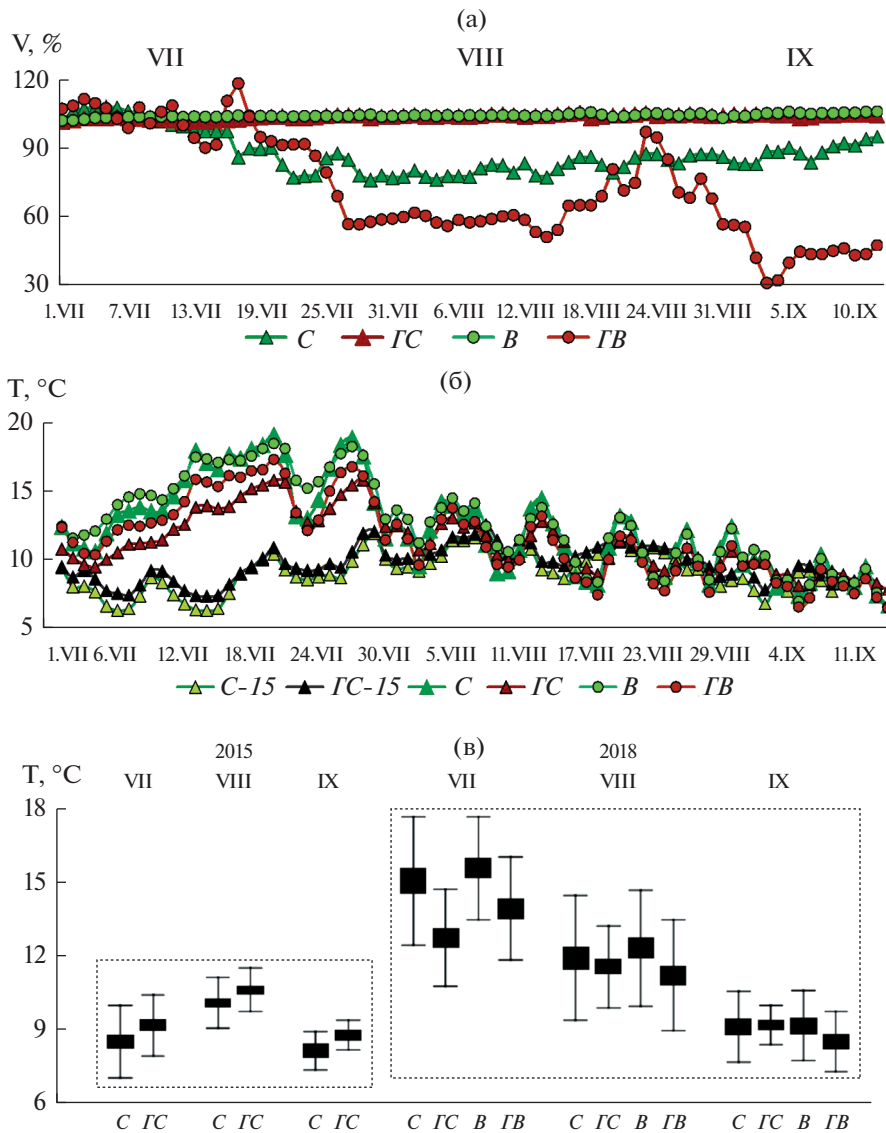 (а)
V, %
VII VIII IX
120
90
60
30
1.VII 7.VII 13.VII 19.VII 25.VII 31.VII 6.VIII 12.VIII 18.VIII 24.VIII 31.VIII 5.IX 10.IX
С ГС В ГВ
(б)
T, °C
20
15
10
5
1.VII 6.VII 12.VII 18.VII 24.VII 30.VII 5.VIII 11.VIII 17.VIII 23.VIII 29.VIII 4.IX 11.IX
С-15 ГС-15 С ГС В ГВ
(в)
2015 2018
T, °C
VII VIII IX VII VIII IX
18
15
12
9
6
С ГС С ГС С ГС С ГС В ГВ С ГС В ГВ С ГС В ГВ